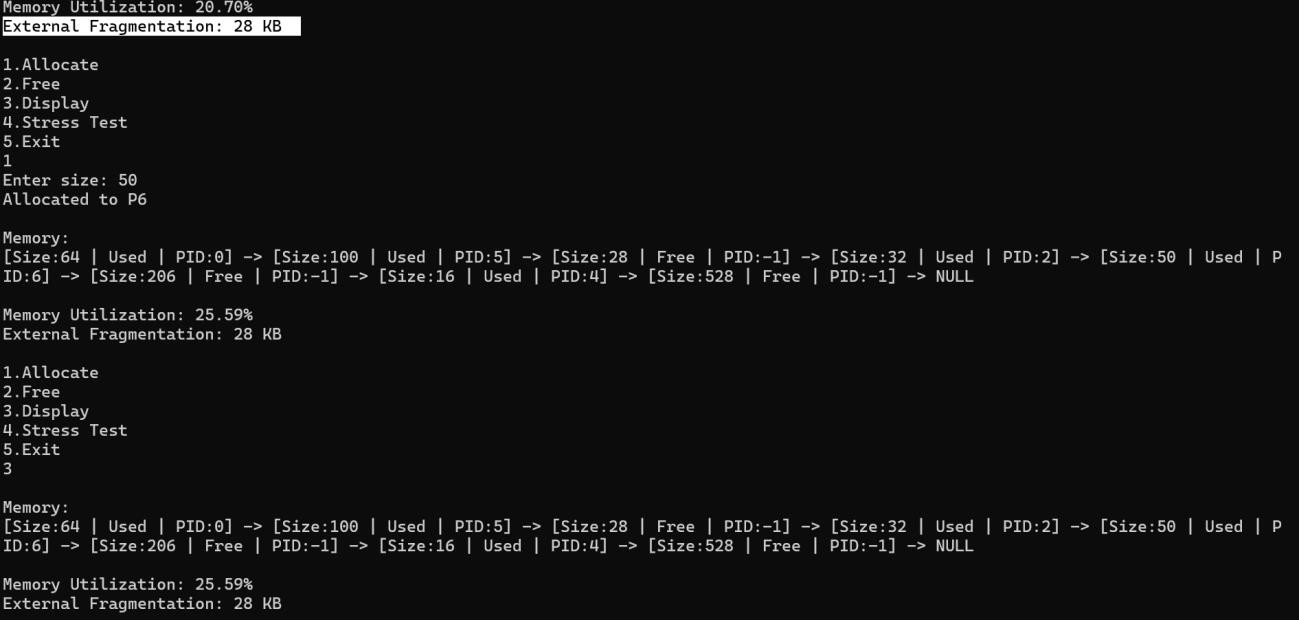 Memory Utilization: 20.70%
External Fragmentation: 28 KB
1.Allocate
2.Free
3.Display
4.Stress Test
5.Exit
1
Enter size: 50
Allocated to P6
Memory:
[Size:64 | Used | PID:0] -> [Size:100 | Used | PID:5] -> [Size:28 | Free | PID:-1] -> [Size:32 | Used | PID:2] -> [Size:50 | Used | P
ID:6] -> [Size:206 | Free | PID:-1] -> [Size:16 | Used | PID:4] -> [Size:528 | Free | PID:-1] -> NULL
Memory Utilization: 25.59%
External Fragmentation: 28 KB
1.Allocate
2.Free
3.Display
4.Stress Test
5.Exit
3
Memory:
[Size:64 | Used | PID:0] -> [Size:100 | Used | PID:5] -> [Size:28 | Free | PID:-1] -> [Size:32 | Used | PID:2] -> [Size:50 | Used | P
ID:6] -> [Size:206 | Free | PID:-1] -> [Size:16 | Used | PID:4] -> [Size:528 | Free | PID:-1] -> NULL
Memory Utilization: 25.59%
External Fragmentation: 28 KB